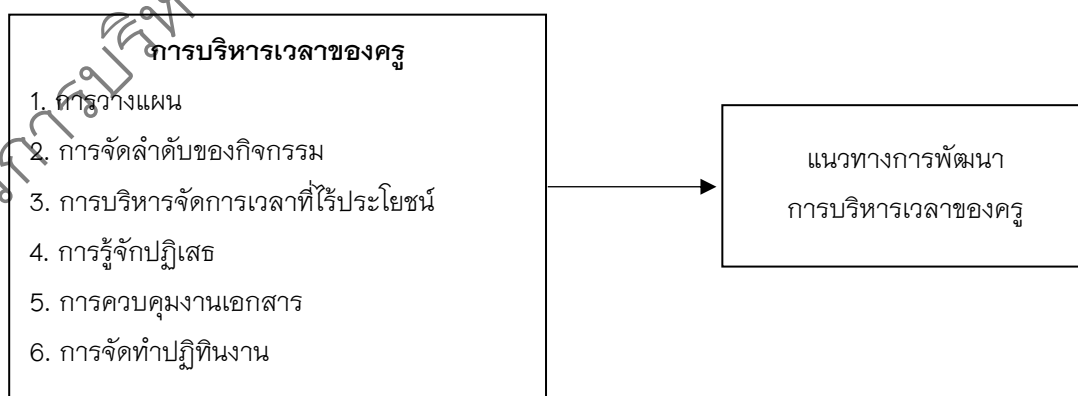 การบริหารเวลาของครู
1. การวางแผน
2. การจัดลำดับของกิจกรรม
3. การบริหารจัดการเวลาที่ไร้ประโยชน์
4. การรู้จักปฏิเสธ
5. การควบคุมงานเอกสาร
6. การจัดทำปฏิทินงาน
แนวทางการพัฒนา
การบริหารเวลาของครู